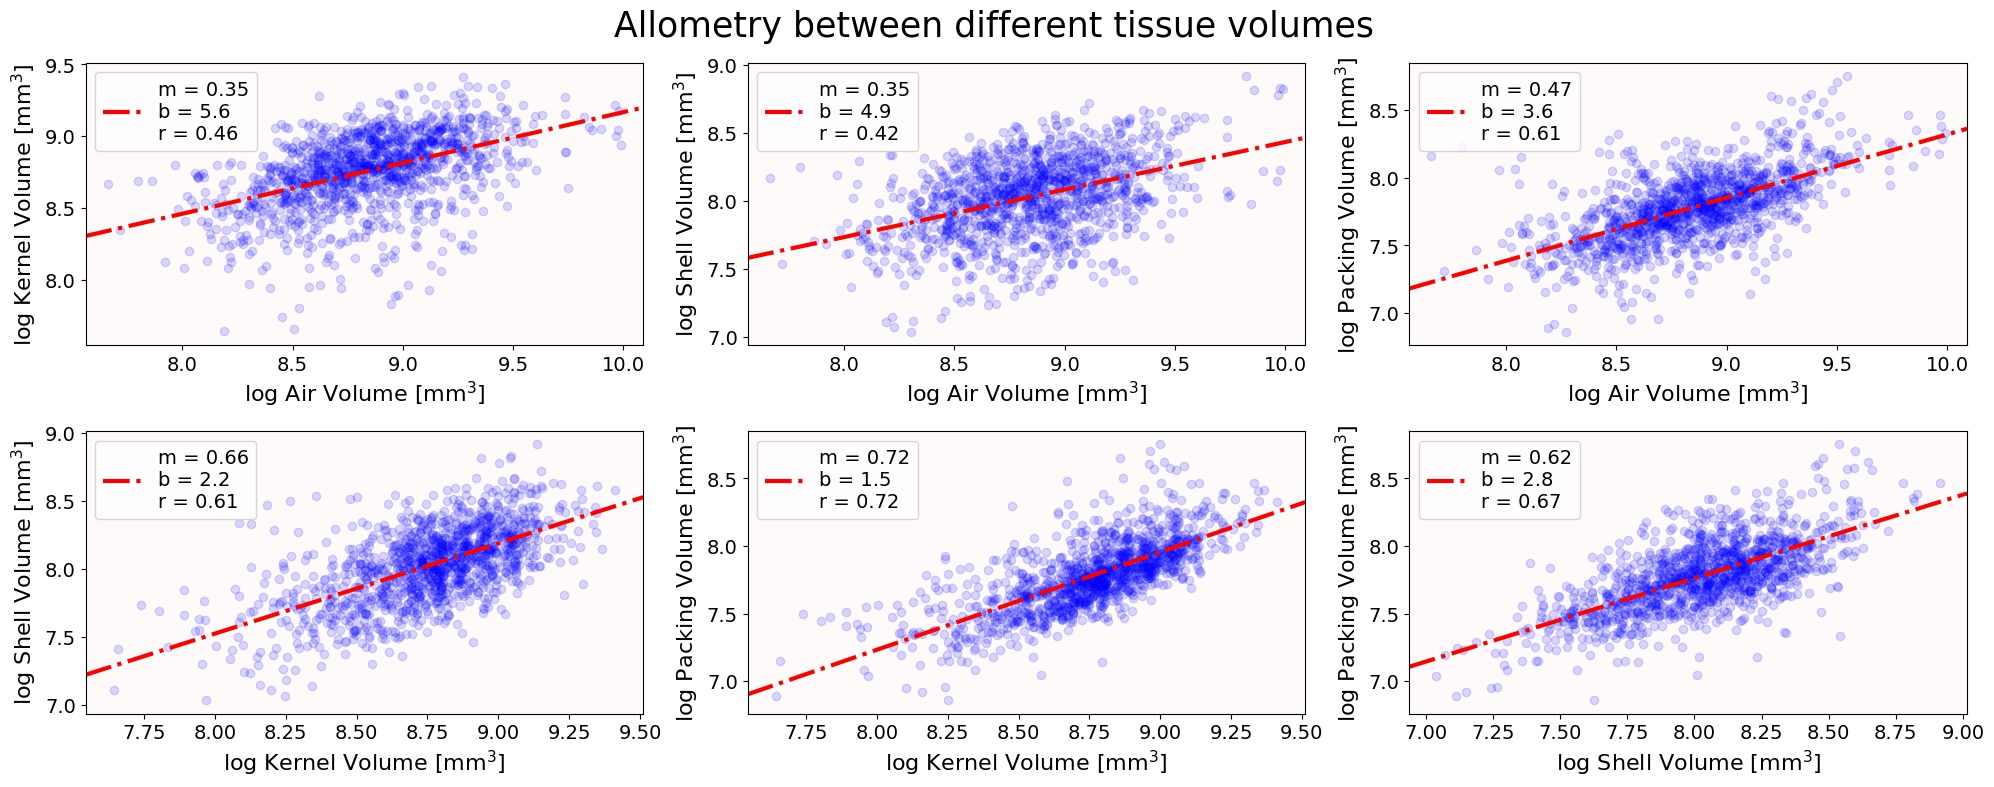 Allometry between different tissue volumes
log Kernel Volume [mm³]
9.5
9.0
8.5
8.0
m = 0.35
b = 5.6
r = 0.46
8.0 8.5 9.0 9.5 10.0
log Air Volume [mm³]
log Shell Volume [mm³]
9.0
8.5
8.0
7.5
7.0
m = 0.35
b = 4.9
r = 0.42
8.0 8.5 9.0 9.5 10.0
log Air Volume [mm³]
log Packing Volume [mm³]
8.5
8.0
7.5
7.0
m = 0.47
b = 3.6
r = 0.61
8.0 8.5 9.0 9.5 10.0
log Air Volume [mm³]
log Shell Volume [mm³]
9.0
8.5
8.0
7.5
7.0
m = 0.66
b = 2.2
r = 0.61
7.75 8.00 8.25 8.50 8.75 9.00 9.25 9.50
log Kernel Volume [mm³]
log Packing Volume [mm³]
8.5
8.0
7.5
7.0
m = 0.72
b = 1.5
r = 0.72
7.75 8.00 8.25 8.50 8.75 9.00 9.25 9.50
log Kernel Volume [mm³]
log Packing Volume [mm³]
8.5
8.0
7.5
7.0
m = 0.62
b = 2.8
r = 0.67
7.00 7.25 7.50 7.75 8.00 8.25 8.50 8.75 9.00
log Shell Volume [mm³]